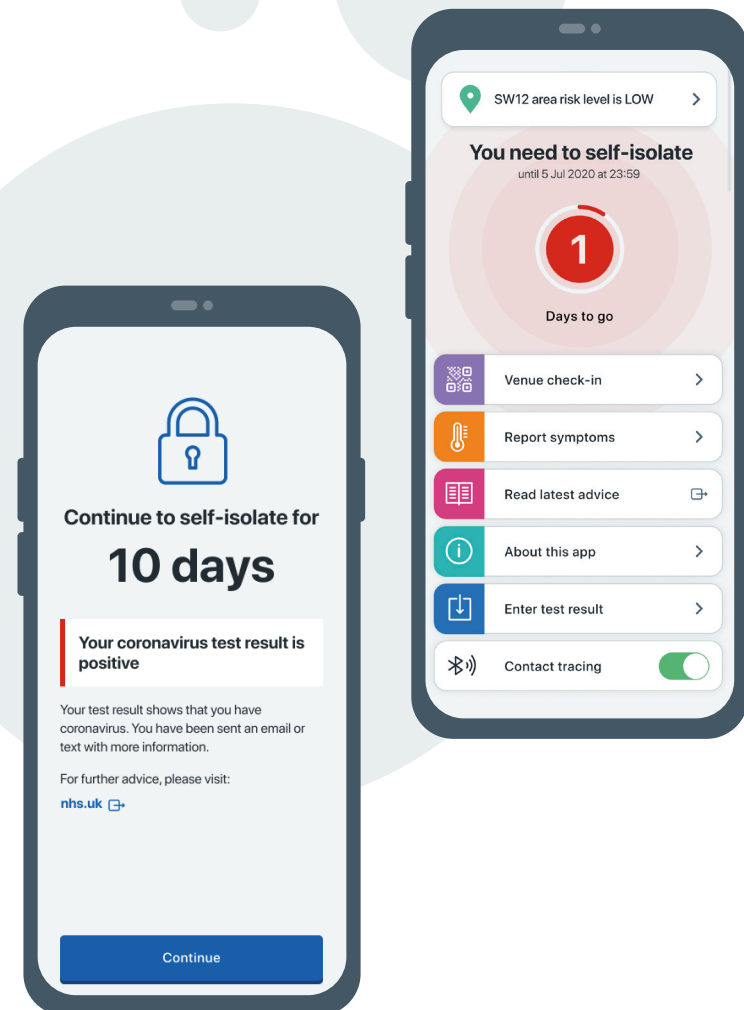 SW12 area risk level is LOW
You need to self-isolate
until 5 Jul 2020 at 23:59
1
Days to go
Venue check-in
Report symptoms
Read latest advice
About this app
Enter test result
Contact tracing
Continue to self-isolate for
10 days
Your coronavirus test result is
positive
Your test result shows that you have
coronavirus. You have been sent an email or
text with more information.
For further advice, please visit:
nhs.uk
Continue